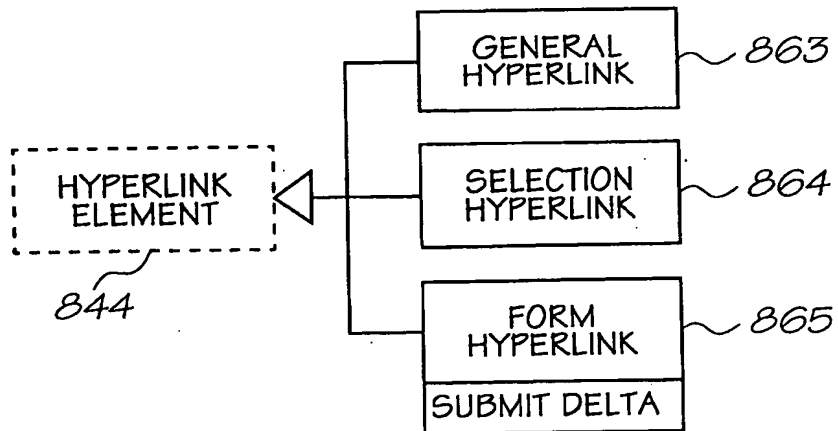 GENERAL
HYPERLINK
863
HYPERLINK
ELEMENT
844
SELECTION
HYPERLINK
864
FORM
HYPERLINK
865
SUBMIT DELTA